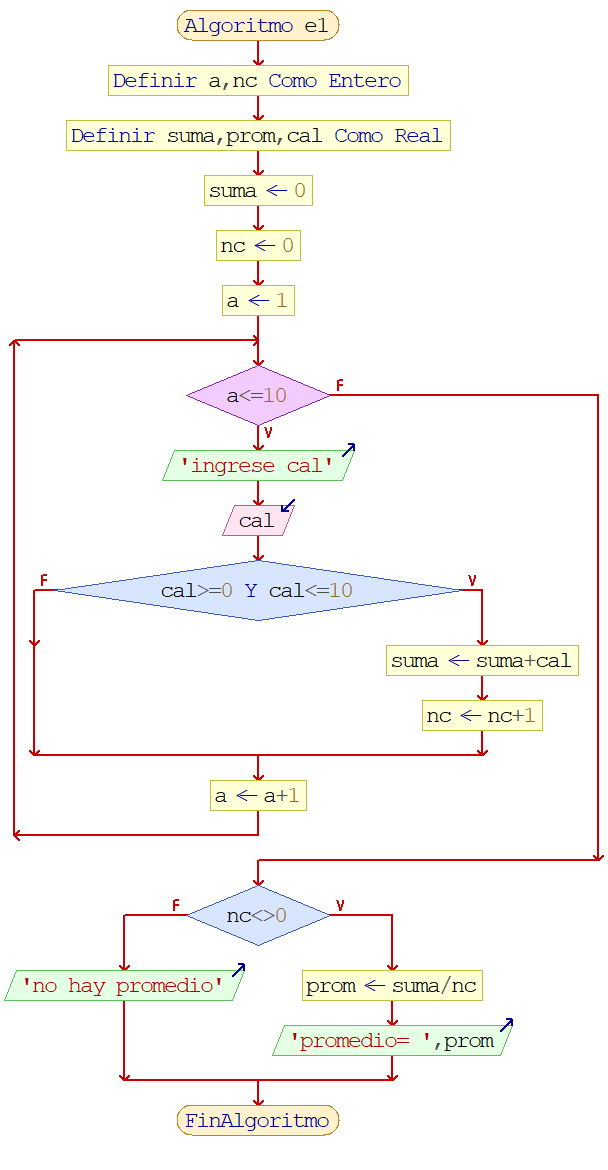 Algoritmo e1
Definir a,nc Como Entero
Definir suma,prom,cal Como Real
suma ← 0
nc ← 0
a ← 1
a<=10
F
V
'ingrese cal'
cal
cal>=0 Y cal<=10
F
V
suma ← suma+cal
nc ← nc+1
a ← a+1
nc<>0
F
V
'no hay promedio'
prom ← suma/nc
'promedio= ',prom
FinAlgoritmo